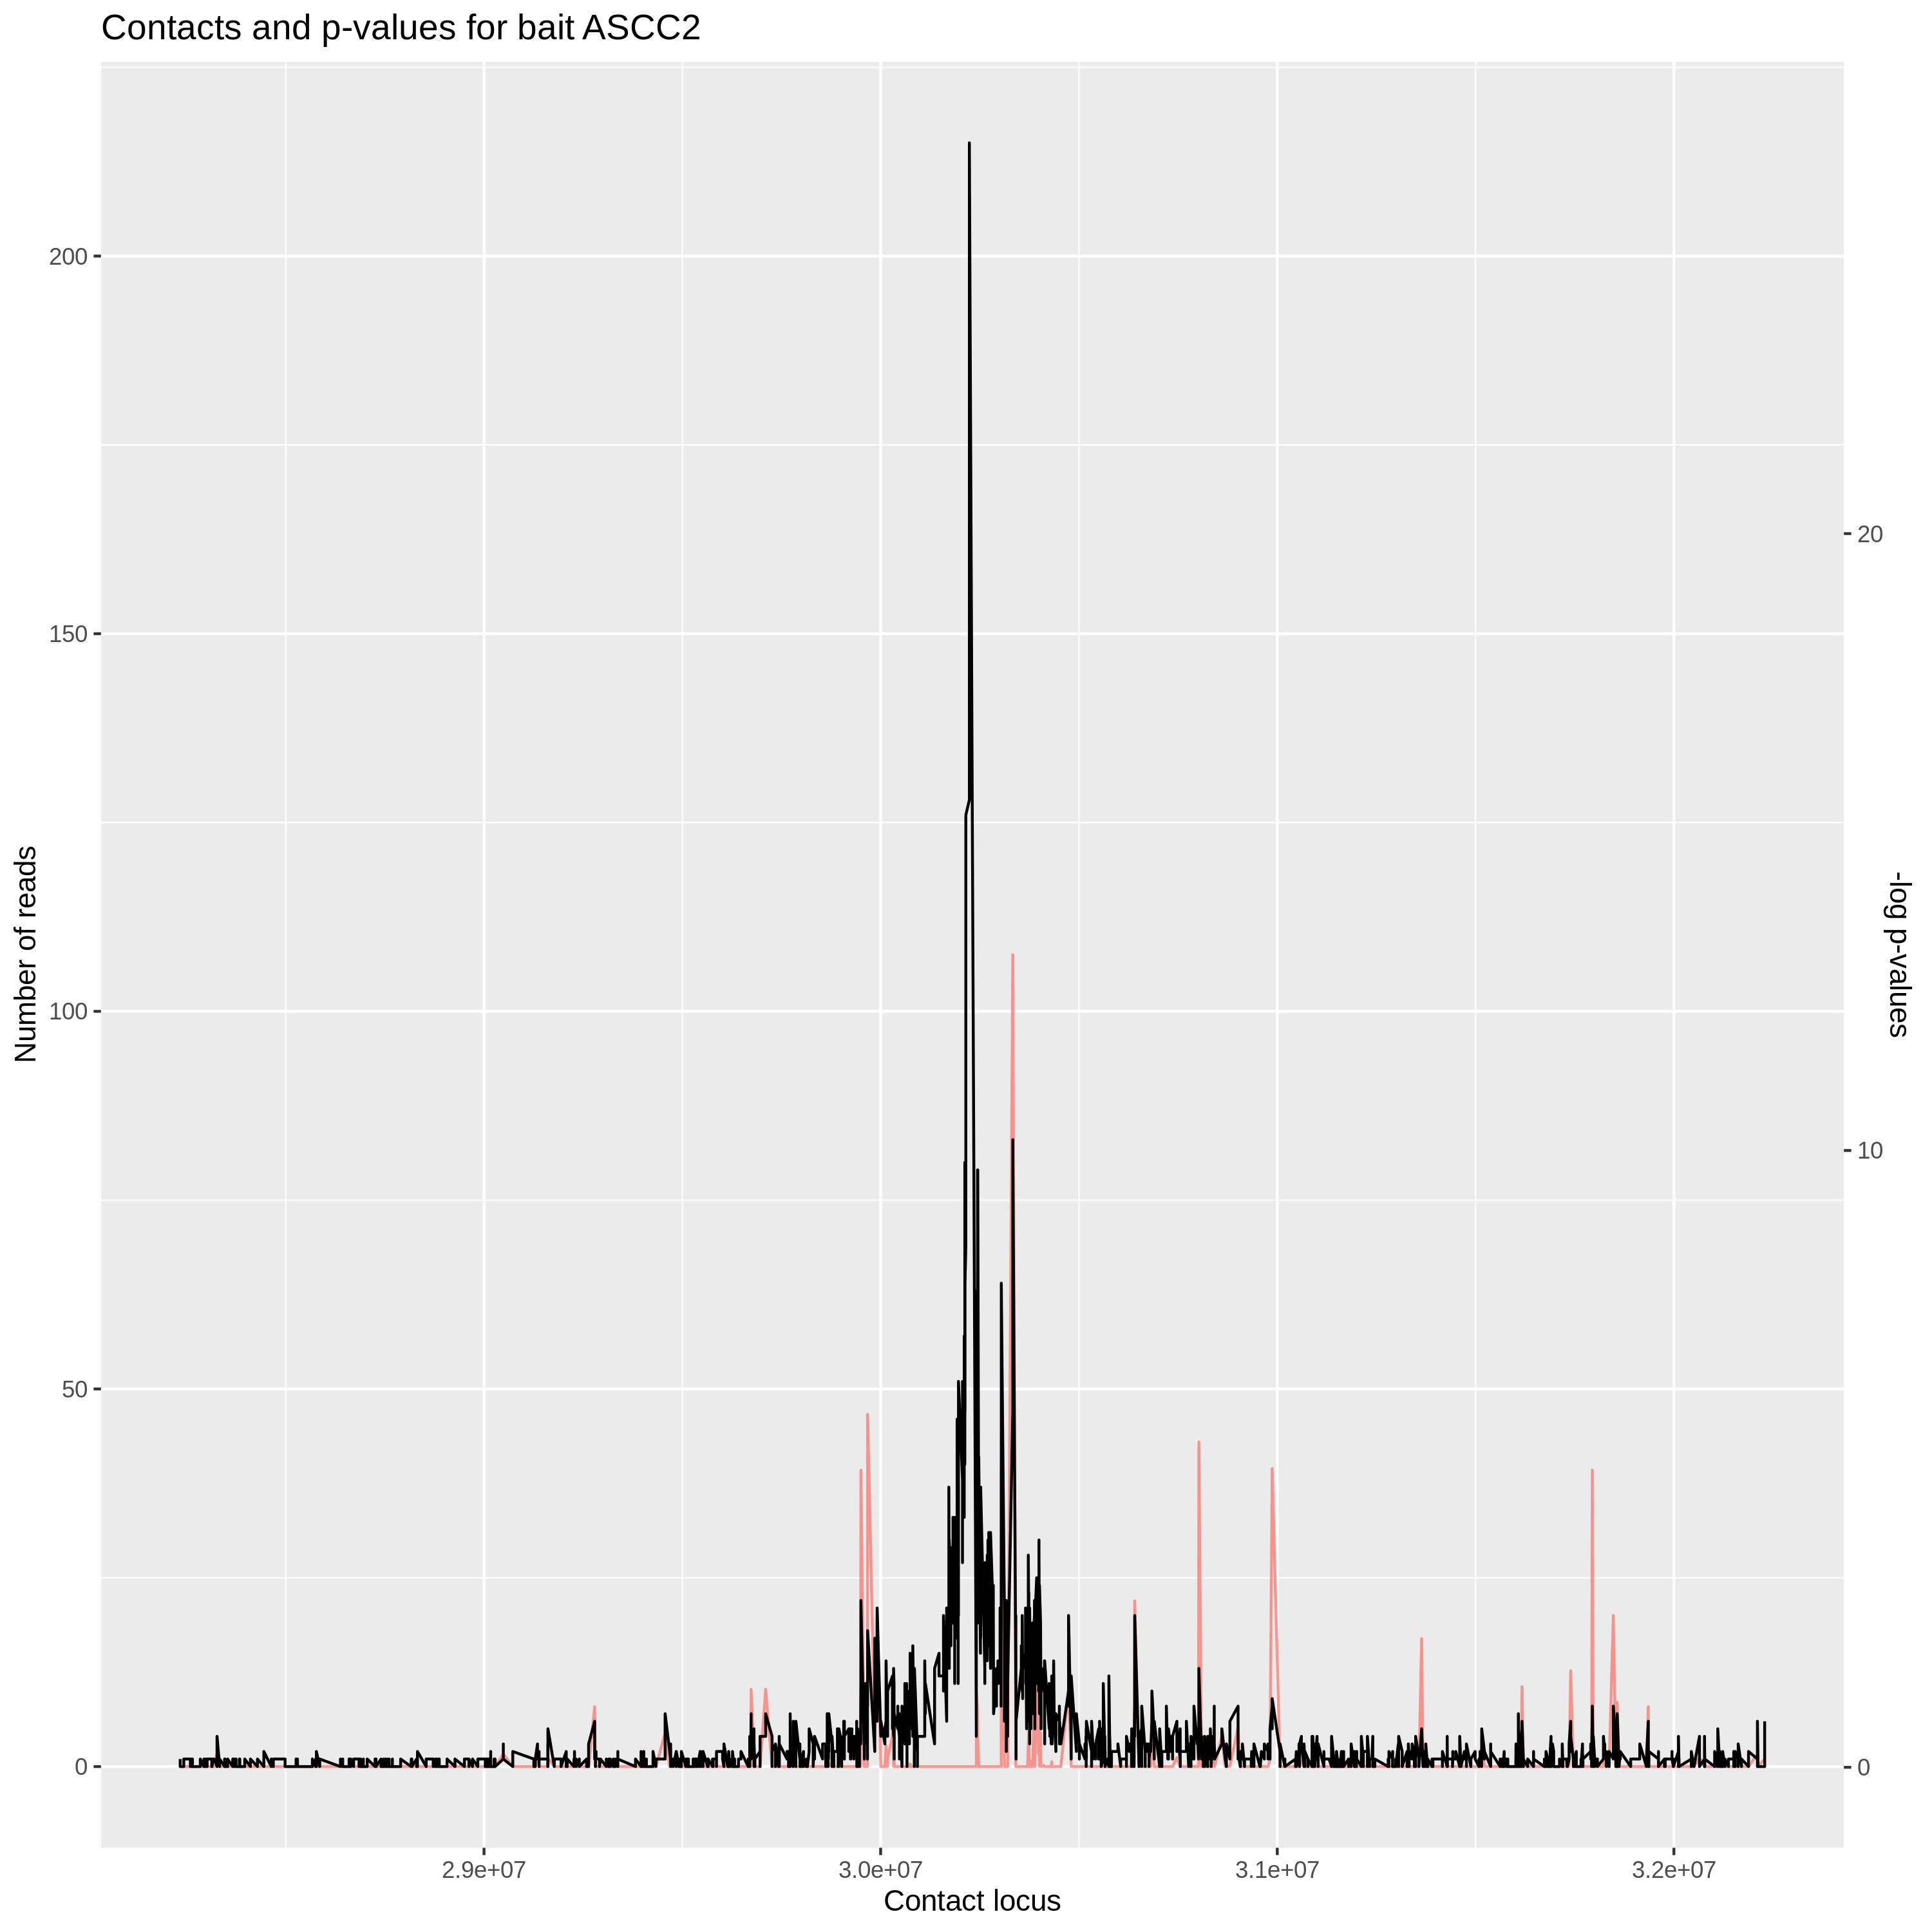 Contacts and p-values for bait ASCC2
200
150
100
50
0
Number of reads
20
10
0
-log p-values
2.9e+07
3.0e+07
3.1e+07
3.2e+07
Contact locus